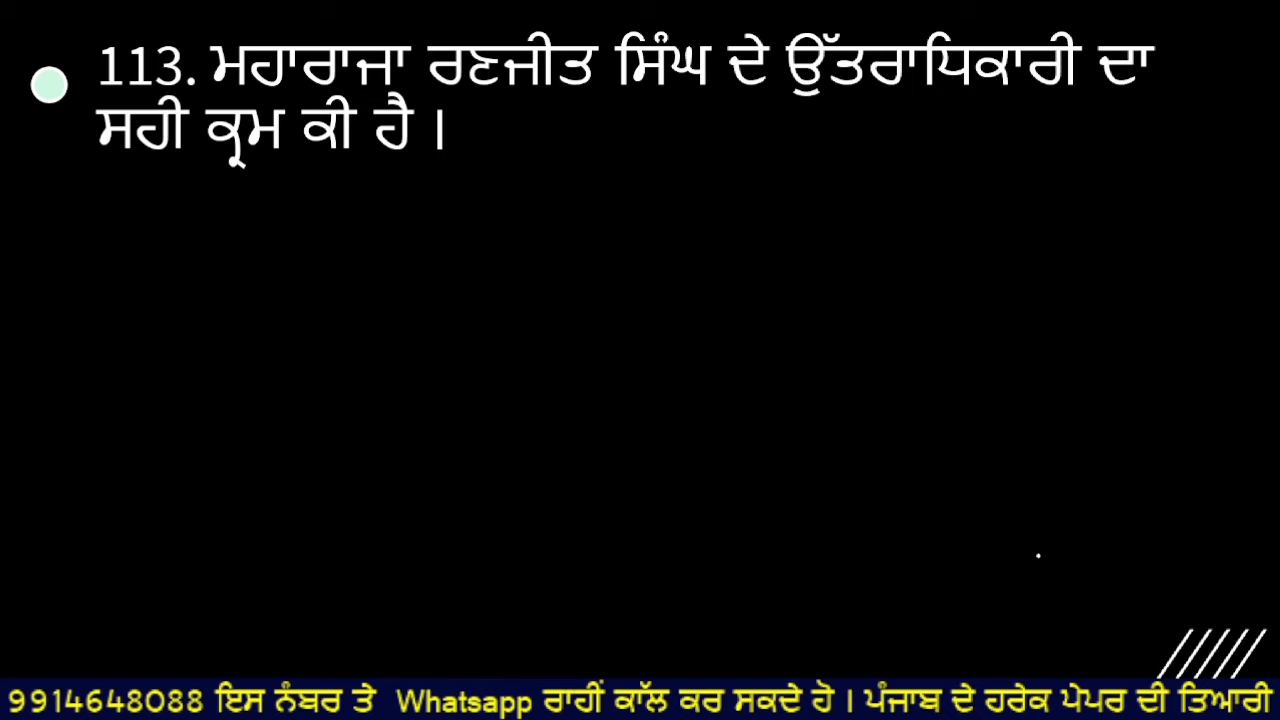 113. ਮਹਾਰਾਜਾ ਰਣਜੀਤ ਸਿੰਘ ਦੇ ਉੱਤਰਾਧਿਕਾਰੀ ਦਾ
ਸਹੀ ਕ੍ਰਮ ਕੀ ਹੈ ।
9914648088 ਇਸ ਨੰਬਰ ਤੇ Whatsapp ਰਾਹੀਂ ਕਾੱਲ ਕਰ ਸਕਦੇ ਹੋ । ਪੰਜਾਬ ਦੇ ਹਰੇਕ ਪੇਪਰ ਦੀ ਤਿਆਰੀ